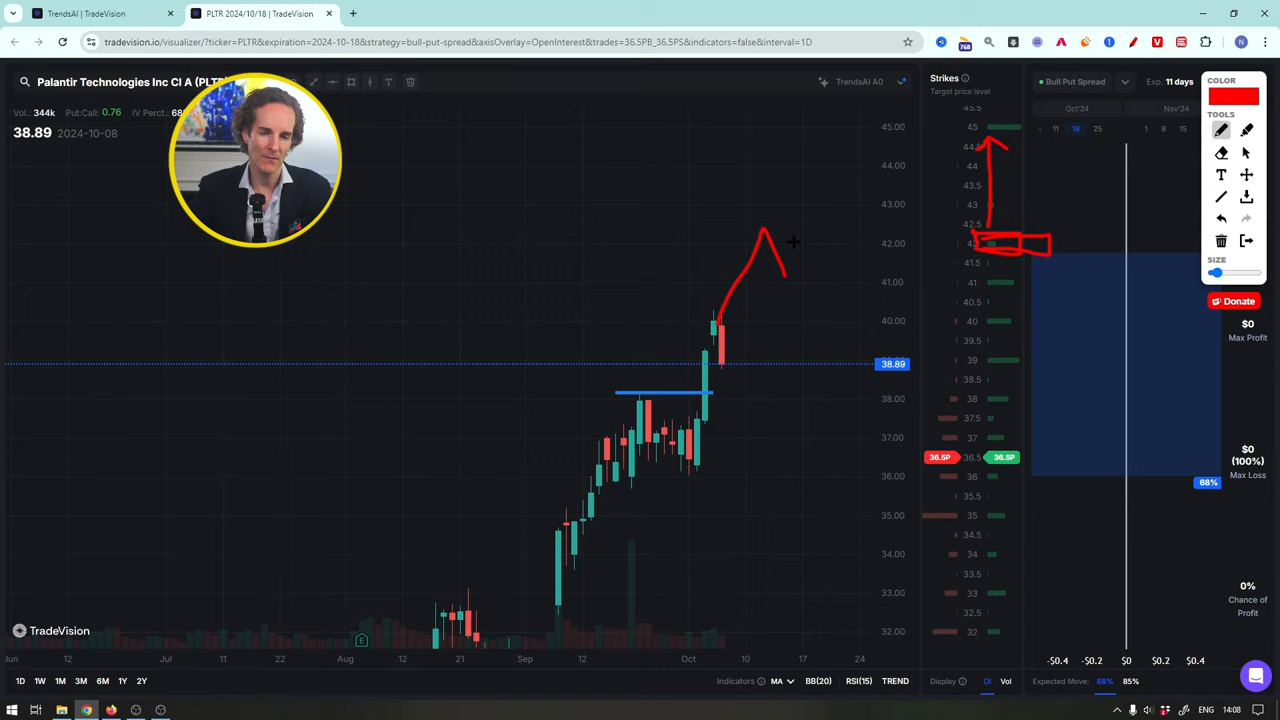 TrendsAI | TradeVision
PLTR 2024/10/18 | TradeVision
tradevision.io/visualizer/?ticker=PLTR&expiration=2024-10-18&strategy=bull-put-spread&axisOverlay=OpenInterest&trades=36.5PB_36.5PS&indicators=false&interval=1D
768
N
Palantir Technologies Inc Cl A (PLTR)
TrendsAI A0
Vol.: 344k
Put:Call: 0.76
IV Perct.:
38.89
2024-10-08
45.00
44.00
43.00
42.00
41.00
40.00
38.89
38.00
37.00
36.00
35.00
34.00
33.00
32.00
Strikes
Target price level
45.5
45
44.5
44
43.5
43
42.5
42
41.5
41
40.5
40
39.5
39
38.5
38
37.5
37
36.5P
36.5
36.5P
36
35.5
35
34.5
34
33.5
33
32.5
32
Bull Put Spread
Exp. 11 days
Oct'24
Nov'24
11
18
25
1
8
15
COLOR
TOOLS
T
SIZE
Donate
$0
Max Profit
$0
(100%)
Max Loss
68%
0%
Chance of
Profit
-$0.4
-$0.2
$0
$0.2
$0.4
E
TradeVision
Jun
12
Jul
11
22
Aug
12
21
Sep
12
Oct
10
17
24
1D
1W
1M
3M
6M
1Y
2Y
Indicators
MA
BB(20)
RSI(15)
TREND
Display
OI
Vol
Expected Move:
68%
85%
ENG
14:08